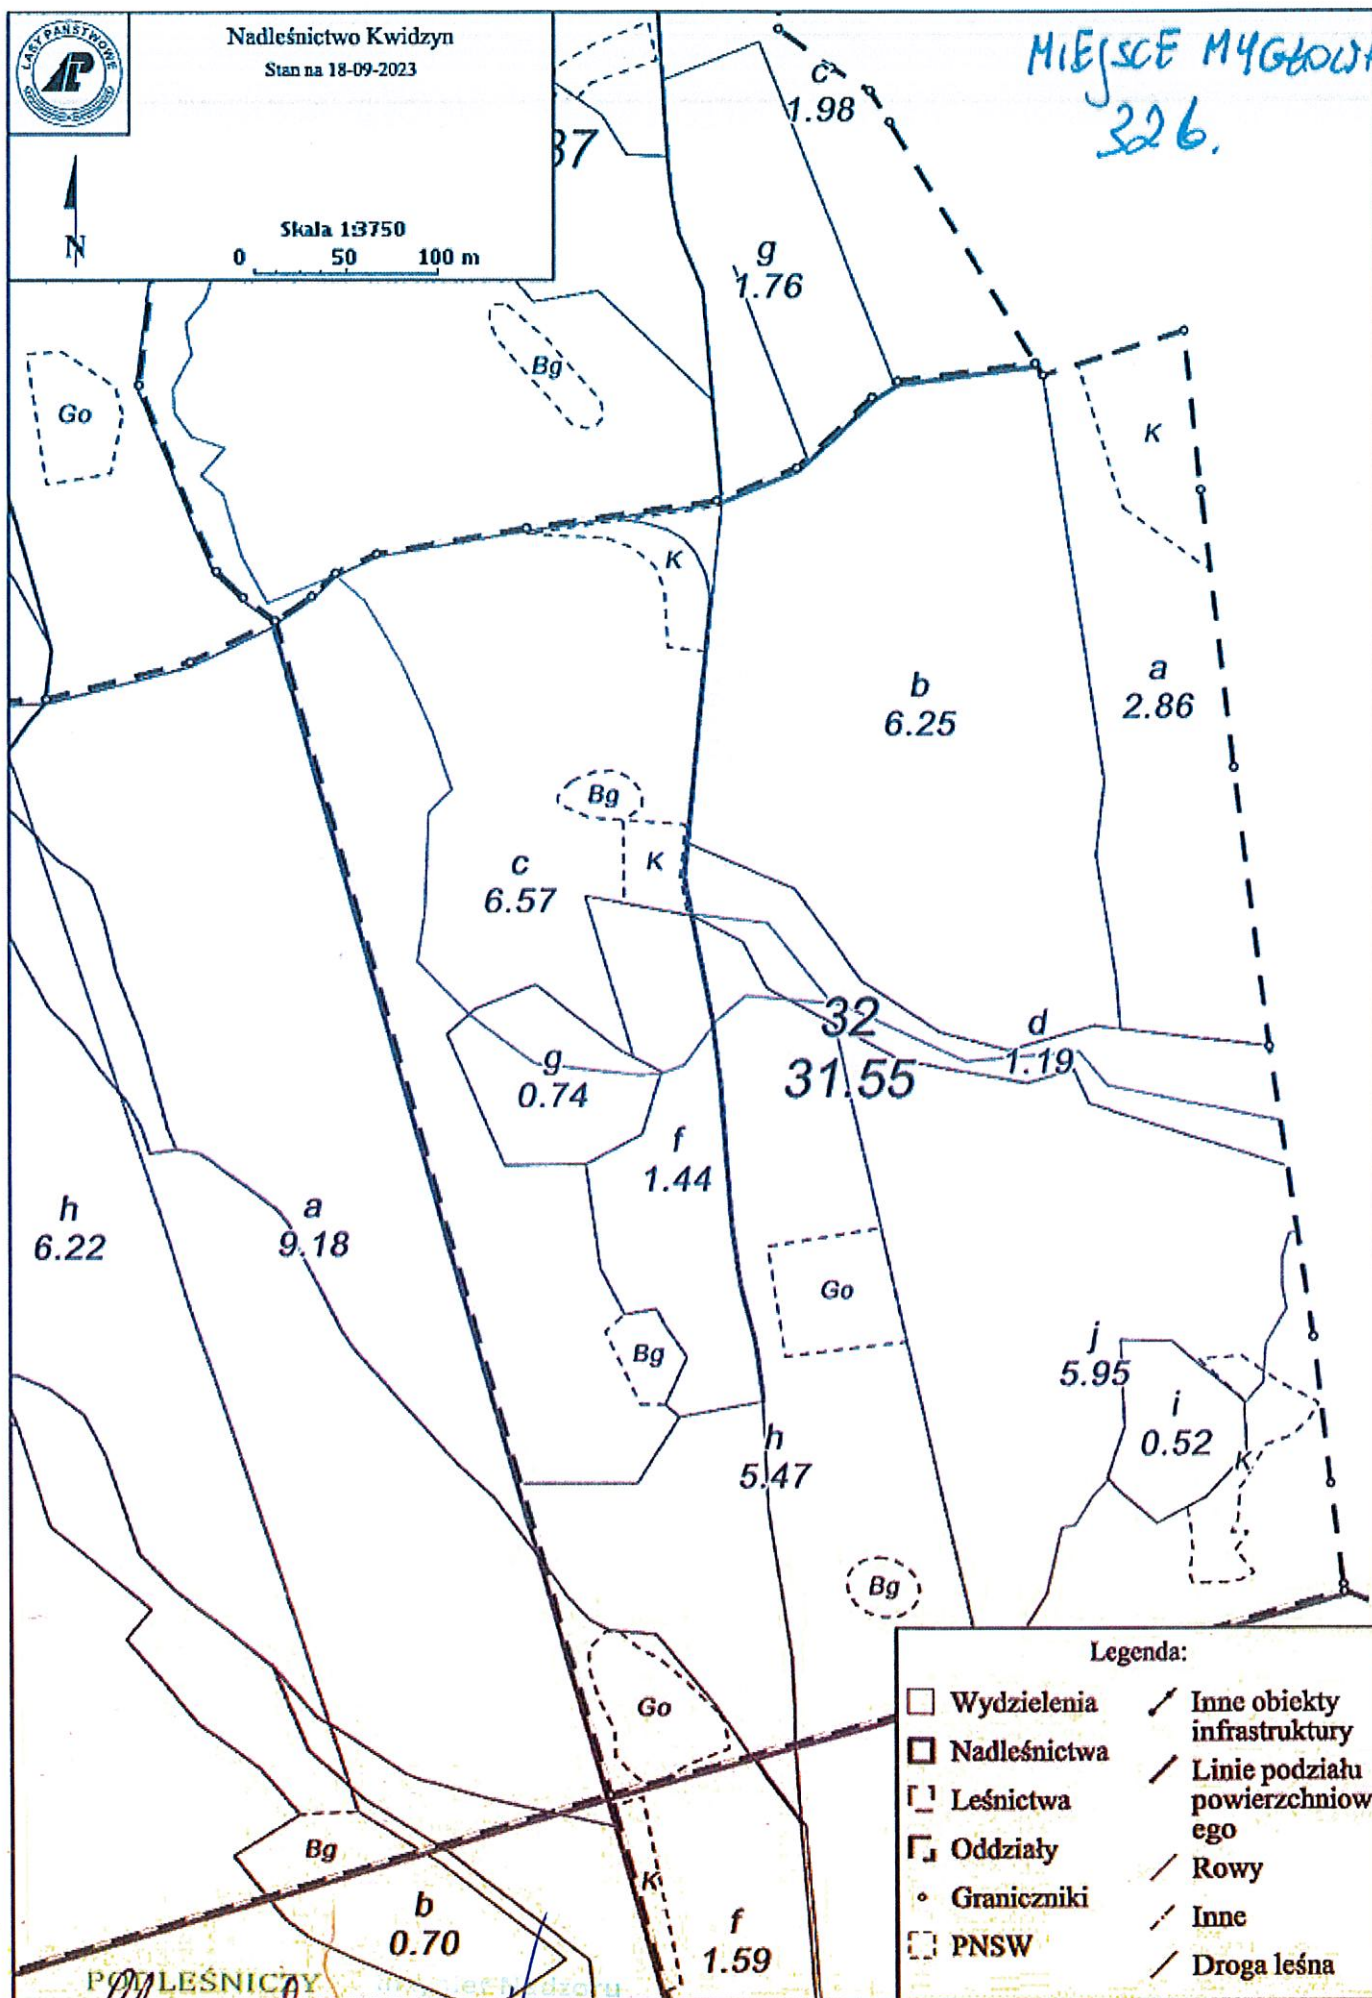 LASY PAŃSTWOWE
Nadleśnictwo Kwidzyn
Stan na 18-09-2023
N
Skala 1:3750
0 50 100 m
MIEJSCE
326.
37
c
1.98
g
1.76
Bg
Go
K
K
b
6.25
a
2.86
Bg
K
c
6.57
32
31.55
d
1.19
g
0.74
f
1.44
h
6.22
a
9.18
Go
Bg
j
5.95
i
0.52
K
h
5.47
Bg
Go
Bg
K
b
0.70
f
1.59
Legenda:
Wydzielenia
Nadleśnictwa
Leśnictwa
Oddziały
Graniczniki
PNSW
Inne obiekty
infrastruktury
Linie podziału
powierzchniow
ego
Rowy
Inne
Droga leśna
PODLEŚNICZY